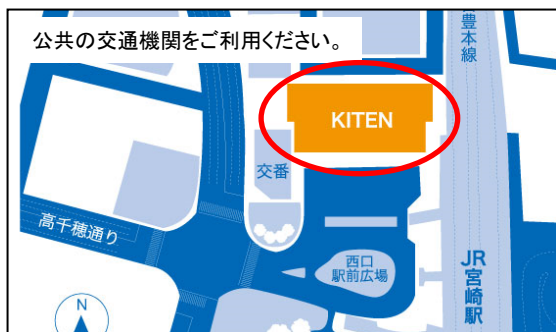 公共の交通機関をご利用ください。
豊本線
KITEN
交番
高千穂通り
西口
駅前広場
JR
宮崎駅
N